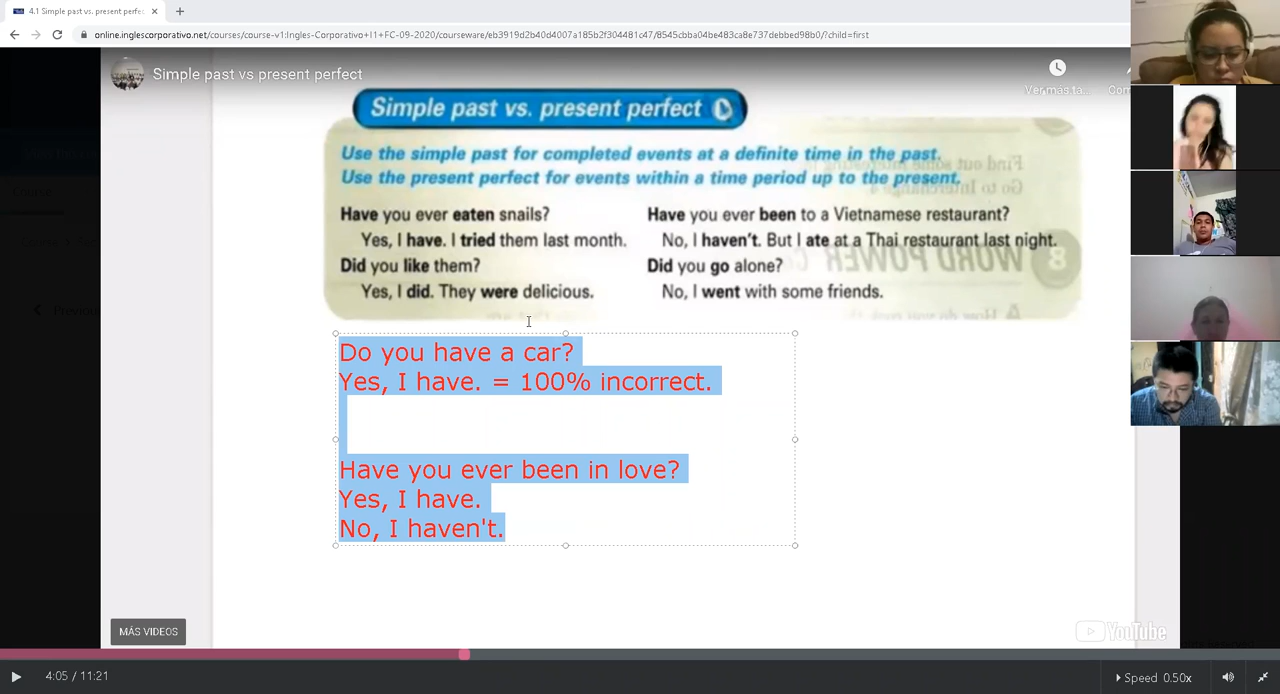 4.1 Simple past vs. present perfe
online.inglescorporativo.net/courses/course-v1:Ingles-Corporativo+I1+FC-09-2020/courseware/eb3919d2b40d4007a185b2f304481c47/8545cbba04be483ca8e737debbed98b0/?child=first
Simple past vs present perfect
Ver más ta...
Simple past vs. present perfect
Use the simple past for completed events at a definite time in the past.
Use the present perfect for events within a time period up to the present.
Have you ever eaten snails?
Yes, I have. I tried them last month.
Did you like them?
Yes, I did. They were delicious.
Have you ever been to a Vietnamese restaurant?
No, I haven't. But I ate at a Thai restaurant last night.
Did you go alone?
No, I went with some friends.
WORD POWER
8
Do you have a car?
Yes, I have. = 100% incorrect.
Have you ever been in love?
Yes, I have.
No, I haven't.
MÁS VIDEOS
YouTube
4:05 / 11:21
Speed 0.50x